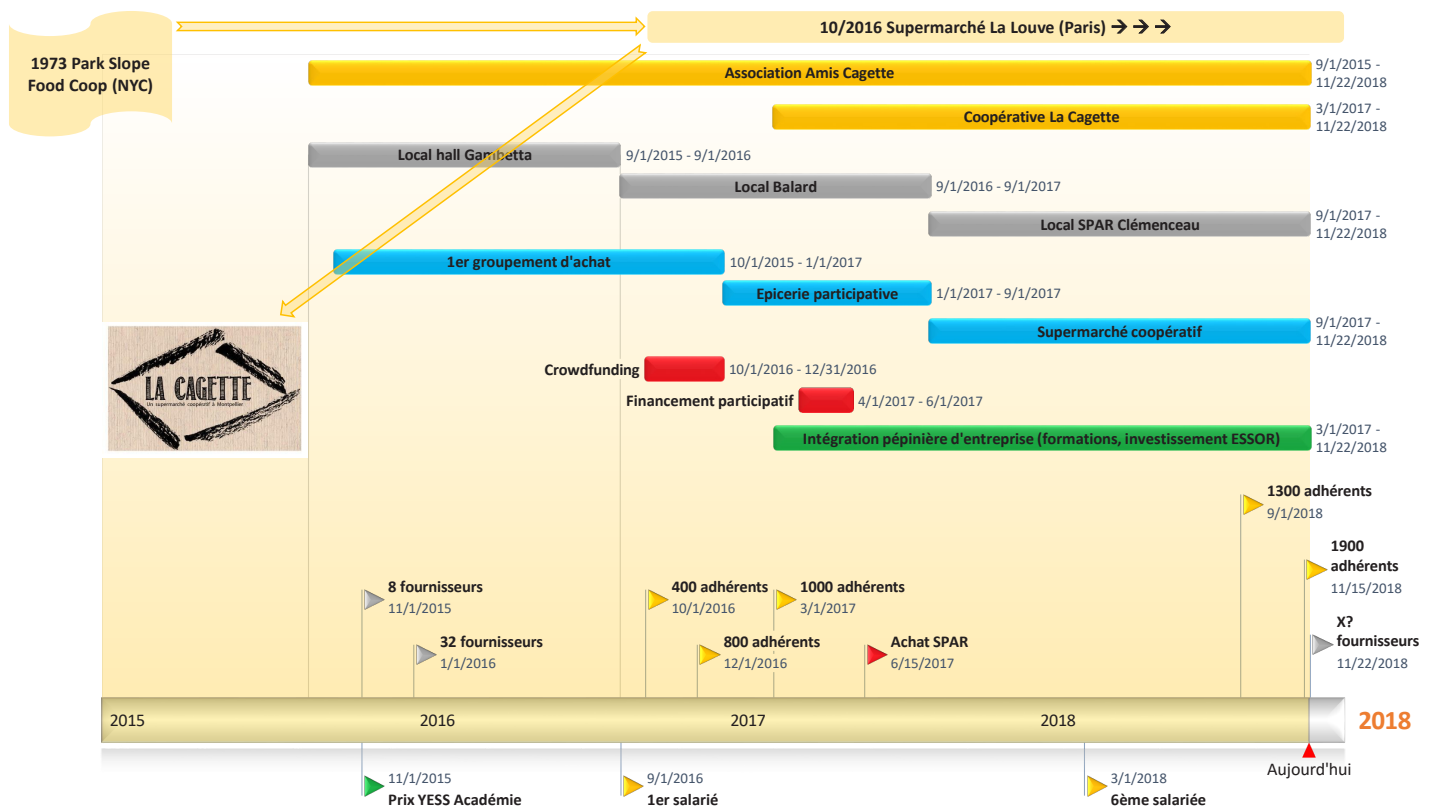 1973 Park Slope
Food Coop (NYC)
10/2016 Supermarché La Louve (Paris) → → →
Association Amis Cagette
9/1/2015 -
11/22/2018
Coopérative La Cagette
3/1/2017 -
11/22/2018
Local hall Gambetta
9/1/2015 - 9/1/2016
Local Balard
9/1/2016 - 9/1/2017
Local SPAR Clémenceau
9/1/2017 -
11/22/2018
1er groupement d'achat
10/1/2015 - 1/1/2017
Epicerie participative
1/1/2017 - 9/1/2017
Supermarché coopératif
9/1/2017 -
11/22/2018
LA CAGETTE
Un supermarché coopératif à Montpellier
Crowdfunding
10/1/2016 - 12/31/2016
Financement participatif
4/1/2017 - 6/1/2017
Intégration pépinière d'entreprise (formations, investissement ESSOR)
3/1/2017 -
11/22/2018
1300 adhérents
9/1/2018
1900
adhérents
11/15/2018
8 fournisseurs
11/1/2015
400 adhérents
10/1/2016
1000 adhérents
3/1/2017
32 fournisseurs
1/1/2016
800 adhérents
12/1/2016
Achat SPAR
6/15/2017
X?
fournisseurs
11/22/2018
2015
2016
2017
2018
2018
Aujourd'hui
11/1/2015
Prix YESS Académie
9/1/2016
1er salarié
3/1/2018
6ème salariée